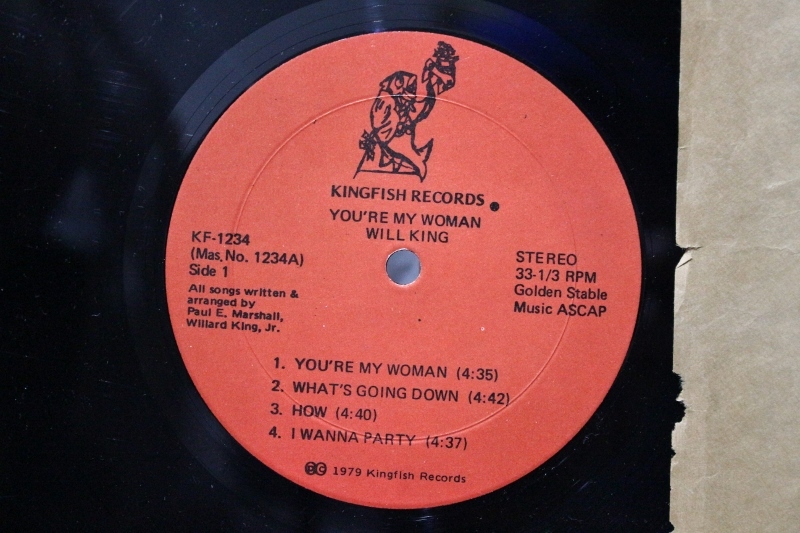 KINGFISH RECORDS
YOU'RE MY WOMAN
WILL KING
KF-1234
(Mas. No. 1234A)
Side 1
All songs written &
arranged by
Paul E. Marshall,
Willard King, Jr.
STEREO
33-1/3 RPM
Golden Stable
Music ASCAP
1. YOU'RE MY WOMAN (4:35)
2. WHAT'S GOING DOWN (4:42)
3. HOW (4:40)
4. I WANNA PARTY (4:37)
℗© 1979 Kingfish Records